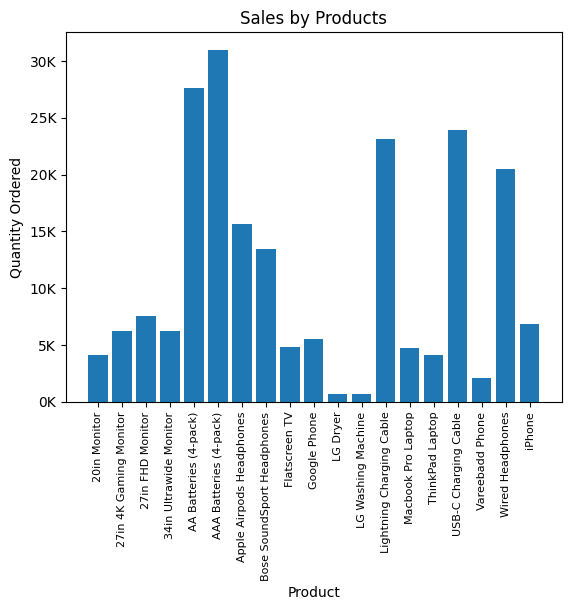 Sales by Products
Quantity Ordered
30K
25K
20K
15K
10K
5K
0K
20in Monitor
27in 4K Gaming Monitor
27in FHD Monitor
34in Ultrawide Monitor
AA Batteries (4-pack)
AAA Batteries (4-pack)
Apple Airpods Headphones
Bose SoundSport Headphones
Flatscreen TV
Google Phone
LG Dryer
LG Washing Machine
Lightning Charging Cable
Macbook Pro Laptop
ThinkPad Laptop
USB-C Charging Cable
Vareebadd Phone
Wired Headphones
iPhone
Product